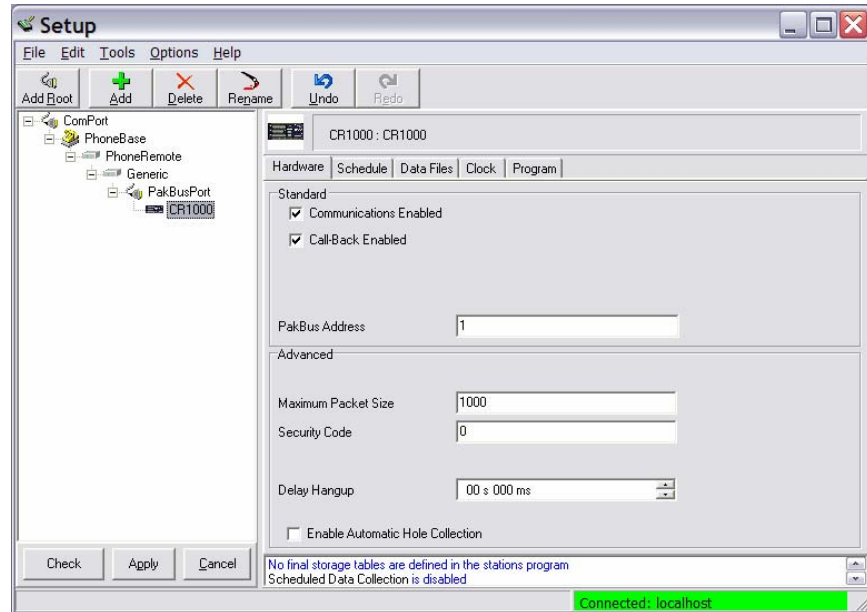 Setup
File Edit Tools Options Help
Add Root Add Delete Rename Undo Redo
ComPort
PhoneBase
PhoneRemote
Generic
PakBusPort
CR1000
CR1000 : CR1000
Hardware Schedule Data Files Clock Program
Standard
Communications Enabled
Call-Back Enabled
PakBus Address 1
Advanced
Maximum Packet Size 1000
Security Code 0
Delay Hangup 00 s 000 ms
Enable Automatic Hole Collection
Check Apply Cancel
No final storage tables are defined in the stations program
Scheduled Data Collection is disabled
Connected: localhost